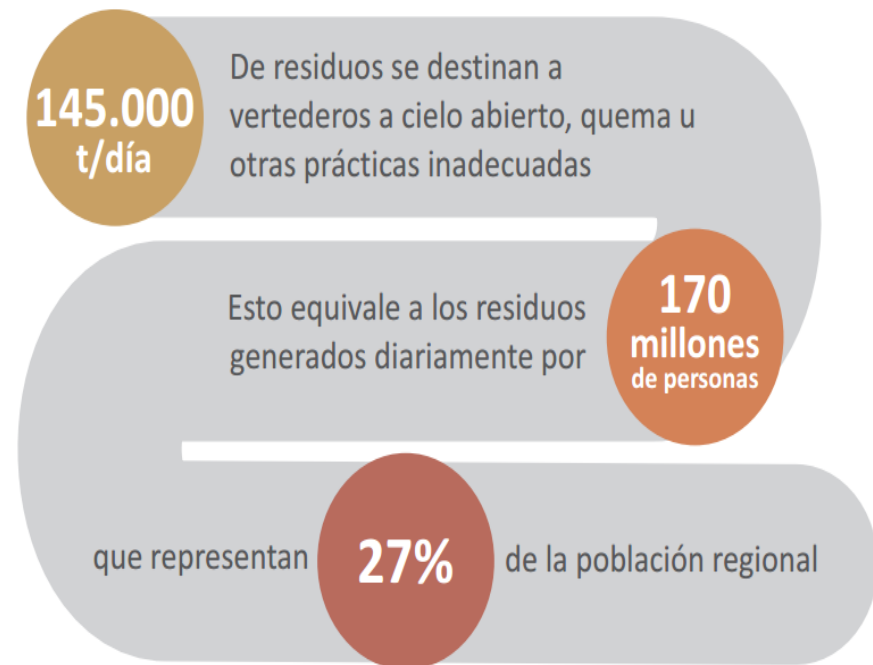 145.000
t/día
De residuos se destinan a
vertederos a cielo abierto, quema u
otras prácticas inadecuadas
Esto equivale a los residuos
generados diariamente por
170
millones
de personas
que representan
27%
de la población regional